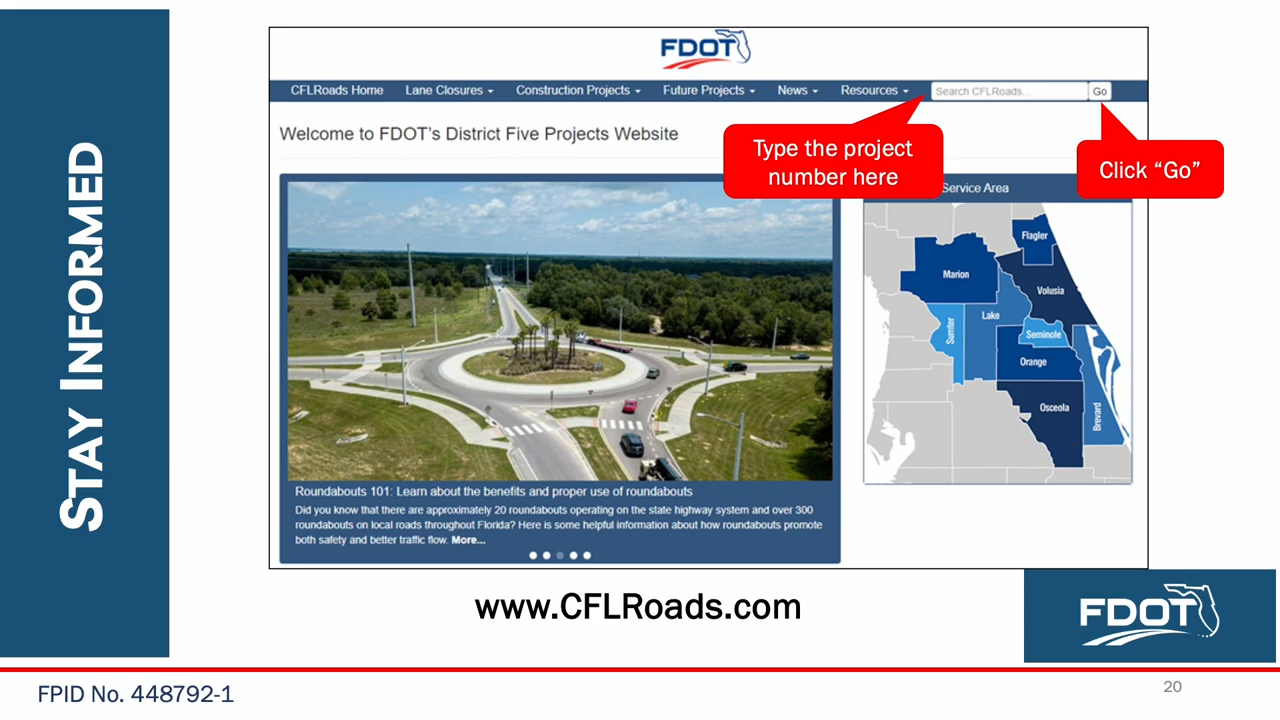 STAY INFORMED
FDOT
CFLRoads Home Lane Closures Construction Projects Future Projects News Resources Search CFLRoads... Go
Welcome to FDOT's District Five Projects Website
Type the project
number here
Click “Go”
Service Area
Flagler
Marion
Volusia
Lake
Sumter
Seminole
Orange
Osceola
Brevard
Roundabouts 101: Learn about the benefits and proper use of roundabouts
Did you know that there are approximately 20 roundabouts operating on the state highway system and over 300
roundabouts on local roads throughout Florida? Here is some helpful information about how roundabouts promote
both safety and better traffic flow. More...
www.CFLRoads.com
FDOT
FPID No. 448792-1
20